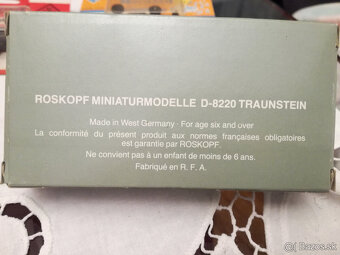 ROSKOPF MINIATURMODELLE D-8220 TRAUNSTEIN
Made in West Germany · For age six and over
La conformité du présent produit aux normes françaises obligatoires
est garantie par ROSKOPF.
Ne convient pas à un enfant de moins de 6 ans.
Fabriqué en R. F. A.
sak Bazos.sk